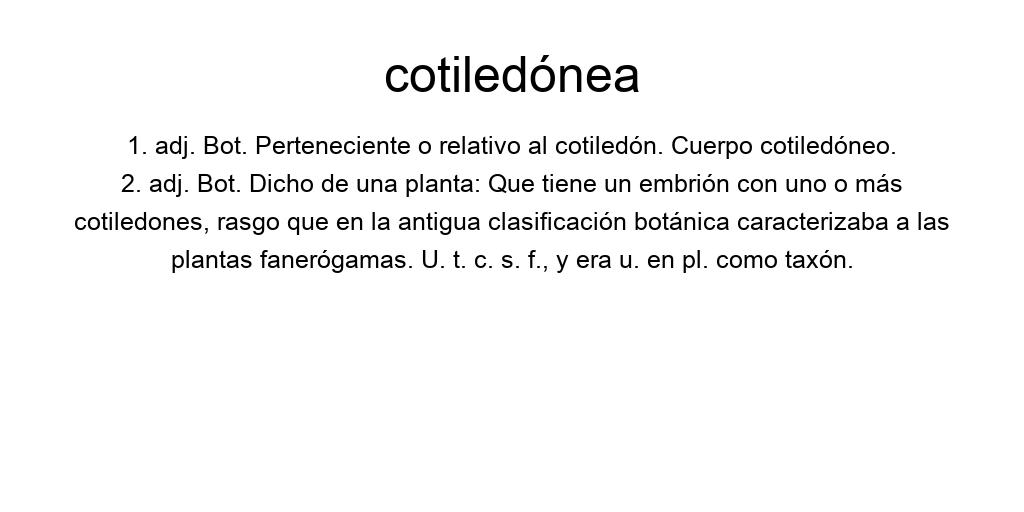 cotiledónea
1. adj. Bot. Perteneciente o relativo al cotiledón. Cuerpo cotiledóneo.
2. adj. Bot. Dicho de una planta: Que tiene un embrión con uno o más
cotiledones, rasgo que en la antigua clasificación botánica caracterizaba a las
plantas fanerógamas. U. t. c. s. f., y era u. en pl. como taxón.